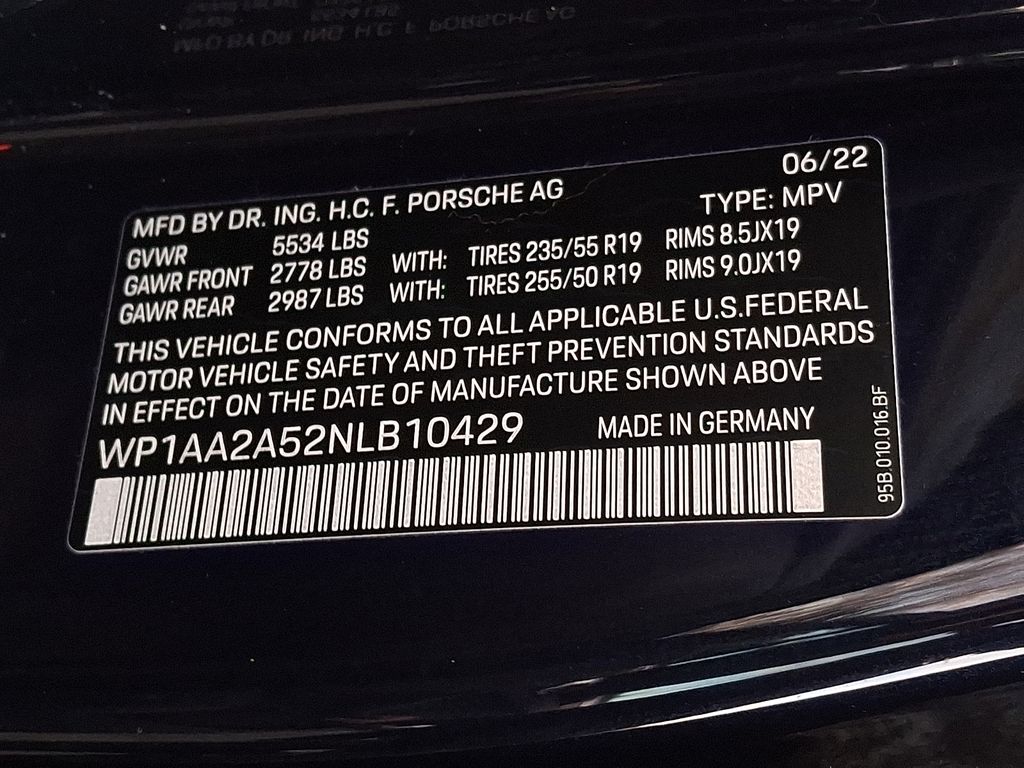 06/22
MFD BY DR. ING. H.C. F. PORSCHE AG
TYPE: MPV
GVWR 5534 LBS
GAWR FRONT 2778 LBS WITH: TIRES 235/55 R19 RIMS 8.5JX19
GAWR REAR 2987 LBS WITH: TIRES 255/50 R19 RIMS 9.0JX19
THIS VEHICLE CONFORMS TO ALL APPLICABLE U.S.FEDERAL
MOTOR VEHICLE SAFETY AND THEFT PREVENTION STANDARDS
IN EFFECT ON THE DATE OF MANUFACTURE SHOWN ABOVE
WP1AA2A52NLB10429 MADE IN GERMANY
95B.010.016.BF